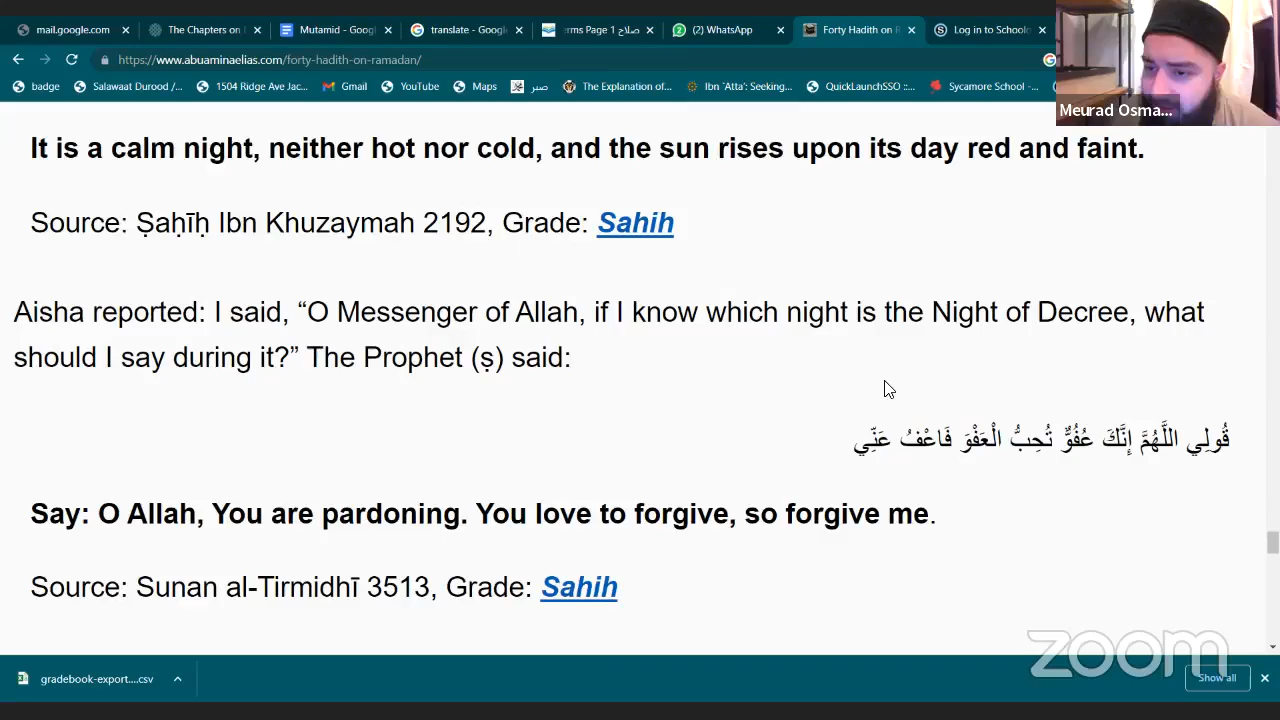 mail.google.com
The Chapters on
Mutamid - Googl
translate - Google
erms Page 1 صلاح
(2) WhatsApp
Forty Hadith on R
Log in to Schoolo
https://www.abuaminaelias.com/forty-hadith-on-ramadan/
badge
Salawaat Durood /...
1504 Ridge Ave Jac...
Gmail
YouTube
Maps
صبر
The Explanation of...
Ibn `Atta': Seeking...
QuickLaunchSSO ::...
Sycamore School -...
Meurad Osma...
It is a calm night, neither hot nor cold, and the sun rises upon its day red and faint.
Source: Ṣaḥīḥ Ibn Khuzaymah 2192, Grade: Sahih
Aisha reported: I said, “O Messenger of Allah, if I know which night is the Night of Decree, what
should I say during it?” The Prophet (ṣ) said:
قُولِي اللَّهُمَّ إِنَّكَ عُفُوٌّ تُحِبُّ الْعَفْوَ فَاعْفُ عَنِّي
Say: O Allah, You are pardoning. You love to forgive, so forgive me.
Source: Sunan al-Tirmidhī 3513, Grade: Sahih
zoom
gradebook-export....csv
Show all